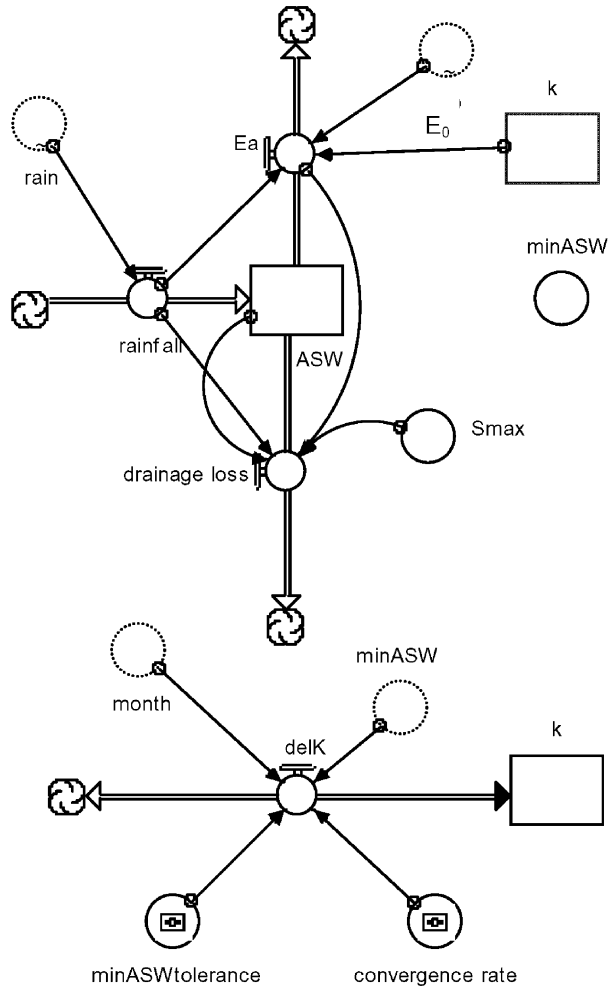 k
Ea
E₀
rain
minASW
rainfall
ASW
Smax
drainage loss
minASW
month
delK
k
minASWtolerance
convergence rate